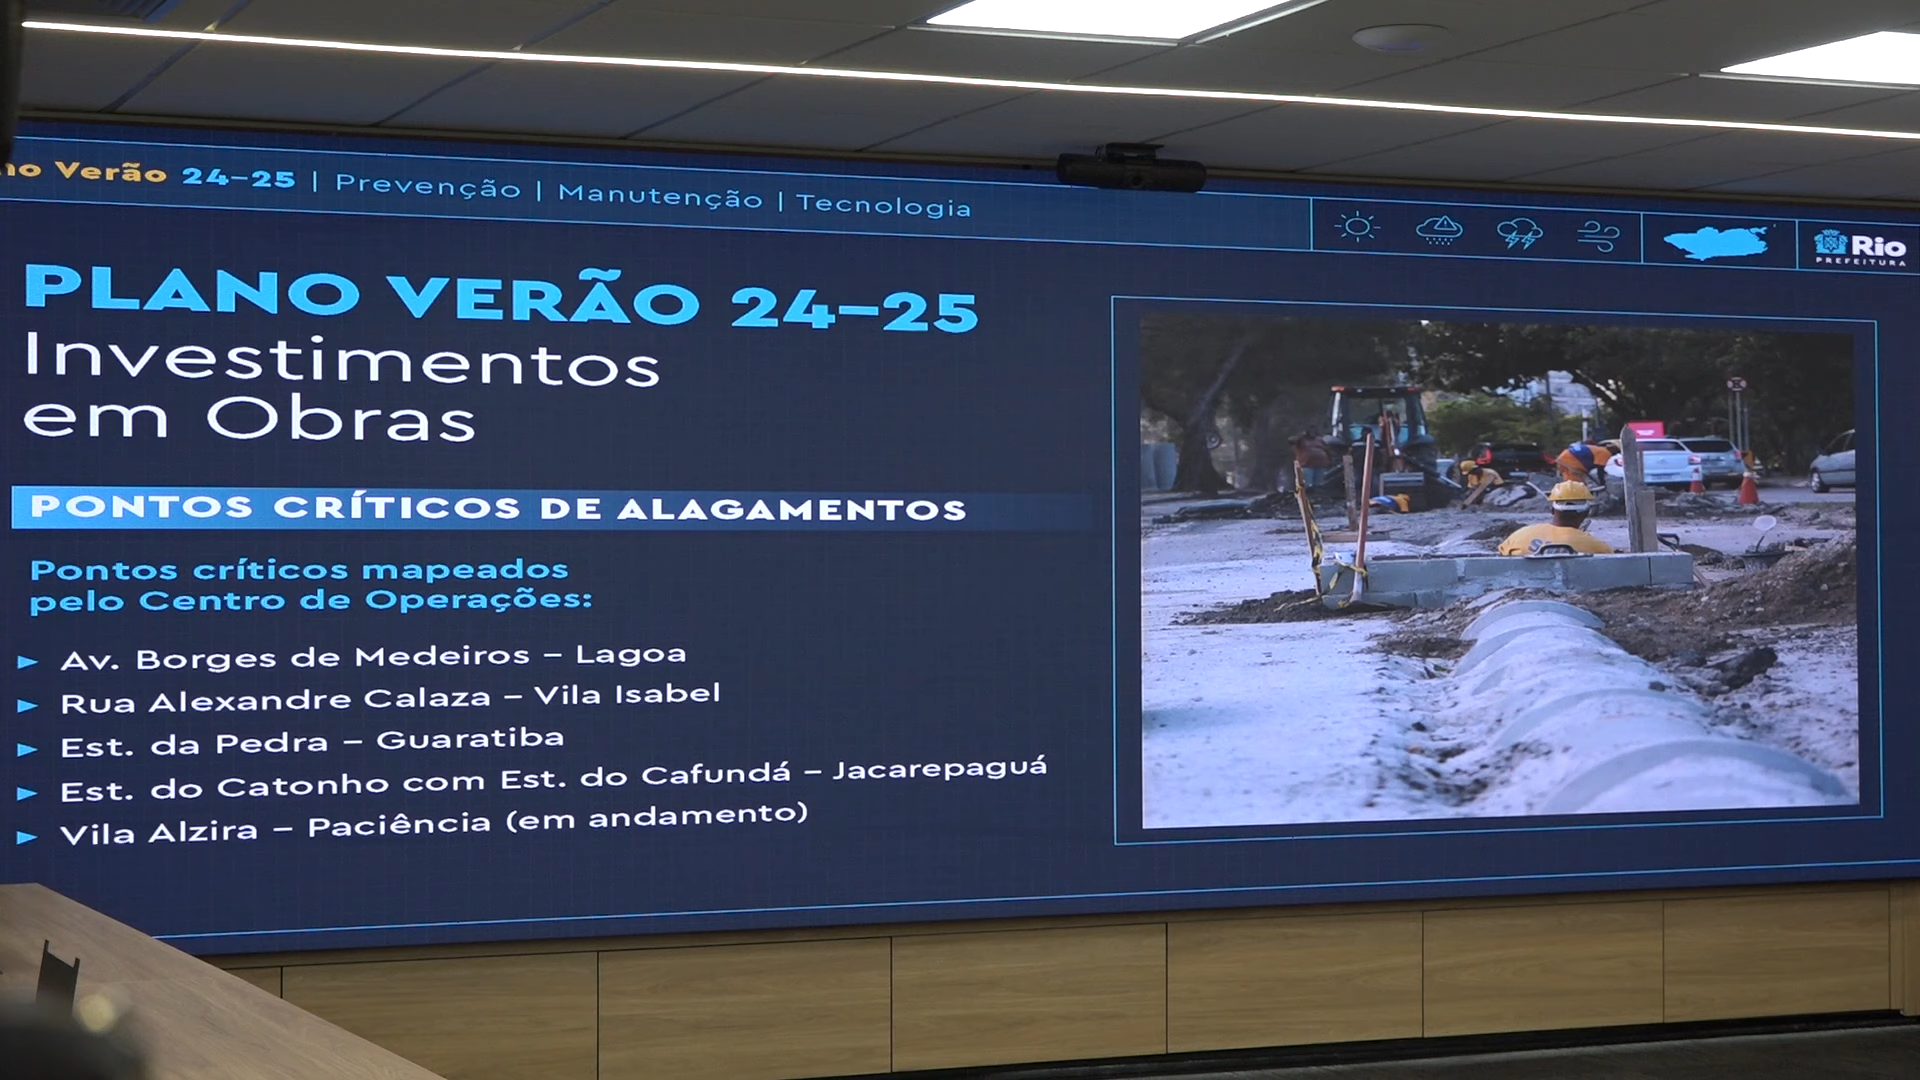 Verão 24–25 | Prevenção | Manutenção | Tecnologia
Rio
PREFEITURA
PLANO VERÃO 24–25
Investimentos
em Obras
PONTOS CRÍTICOS DE ALAGAMENTOS
Pontos críticos mapeados
pelo Centro de Operações:
► Av. Borges de Medeiros – Lagoa
► Rua Alexandre Calaza – Vila Isabel
► Est. da Pedra – Guaratiba
► Est. do Catonho com Est. do Cafundá – Jacarepaguá
► Vila Alzira – Paciência (em andamento)